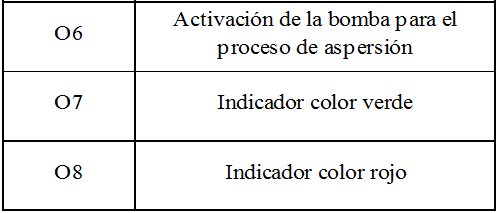 O6
Activación de la bomba para el
proceso de aspersión
O7
Indicador color verde
O8
Indicador color rojo